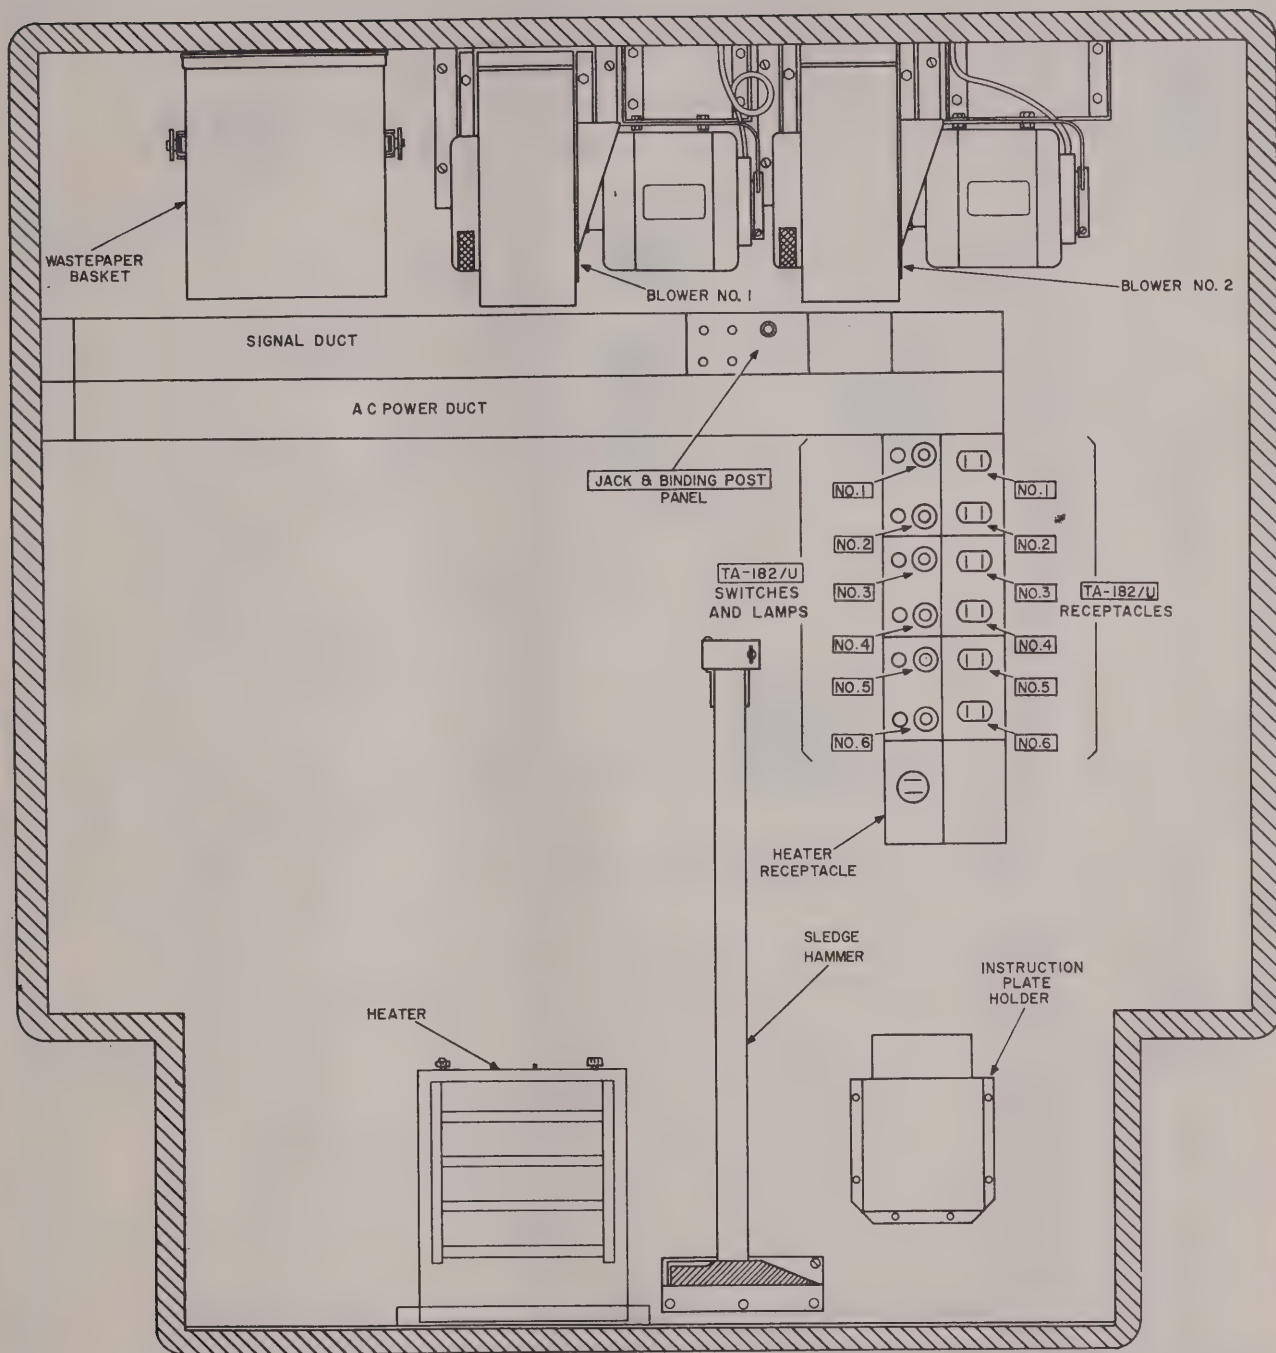 WASTEPAPER
BASKET
BLOWER NO. 1
BLOWER NO. 2
SIGNAL DUCT
AC POWER DUCT
JACK & BINDING POST
PANEL
TA-182/U
SWITCHES
AND LAMPS
NO.1
NO.2
NO.3
NO.4
NO.5
NO.6
NO.1
NO.2
NO.3
NO.4
NO.5
NO.6
TA-182/U
RECEPTACLES
HEATER
RECEPTACLE
SLEDGE
HAMMER
INSTRUCTION
PLATE
HOLDER
HEATER